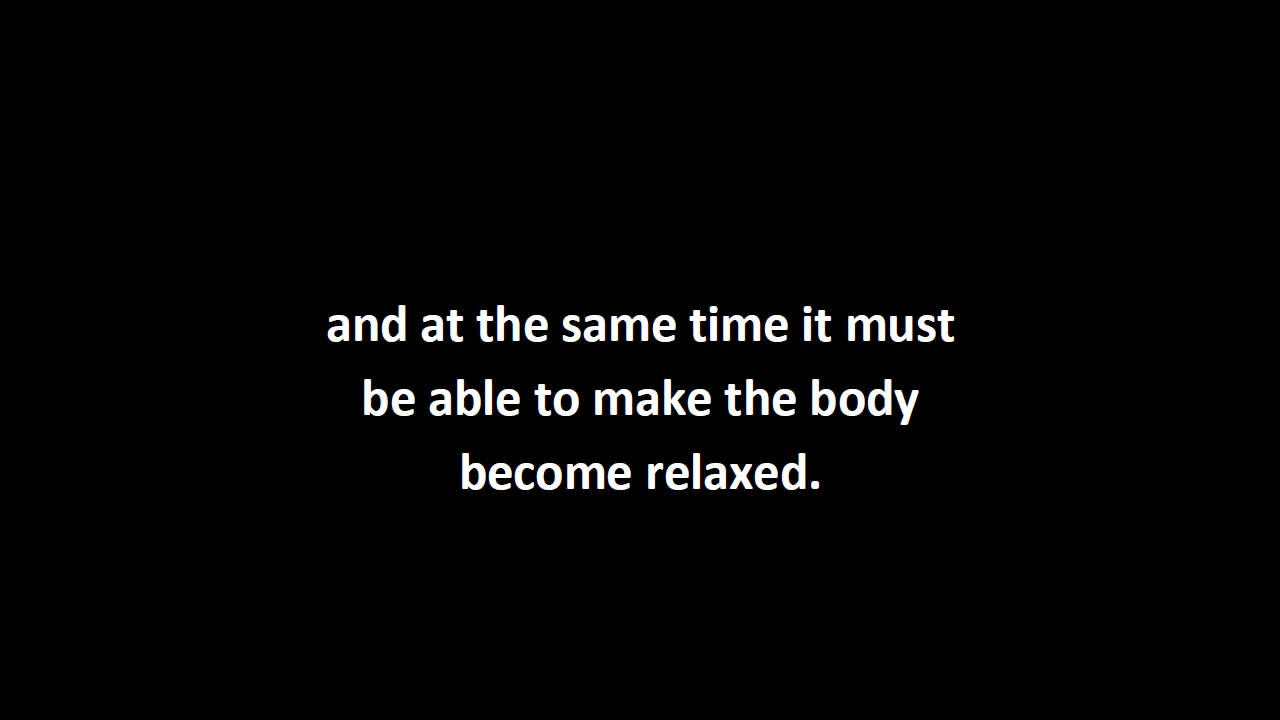 and at the same time it must
be able to make the body
become relaxed.